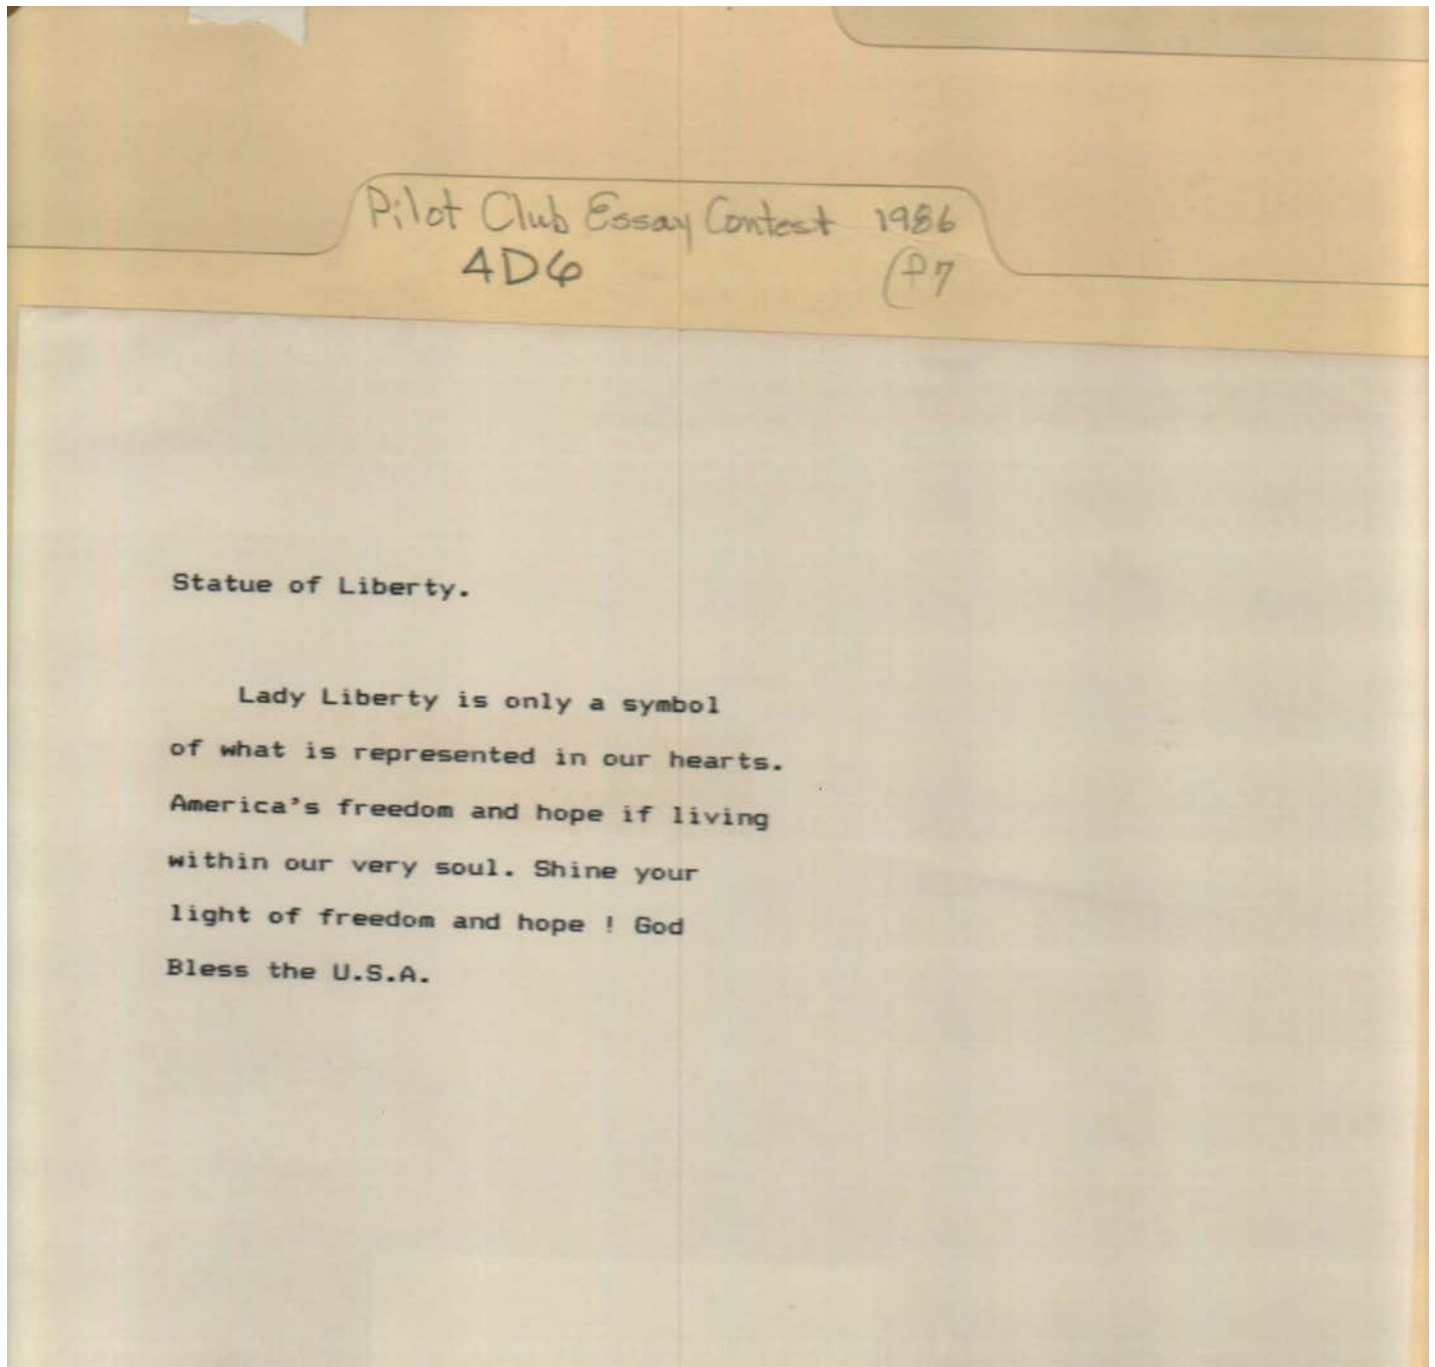 Pilot Club Essay Contest 1986
4D6 (P7
Statue of Liberty.
Lady Liberty is only a symbol
of what is represented in our hearts.
America's freedom and hope if living
within our very soul. Shine your
light of freedom and hope ! God
Bless the U.S.A.